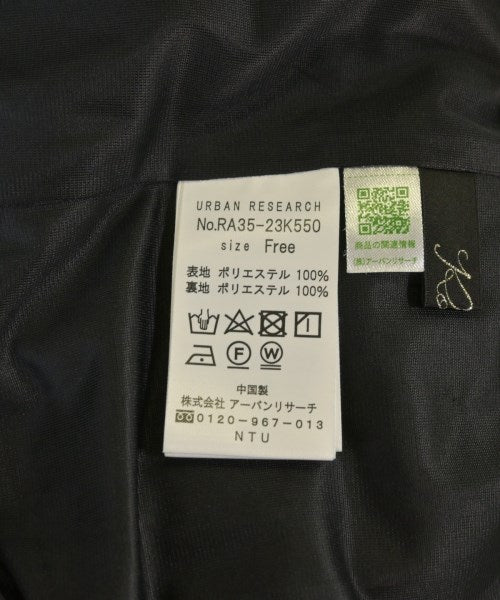 URBAN RESEARCH
No.RA35-23K550
size Free
表地 ポリエステル 100%
裏地 ポリエステル 100%
F W
中国製
株式会社 アーバンリサーチ
0120-967-013
NTU
商品の関連情報
(株)アーバンリサーチ